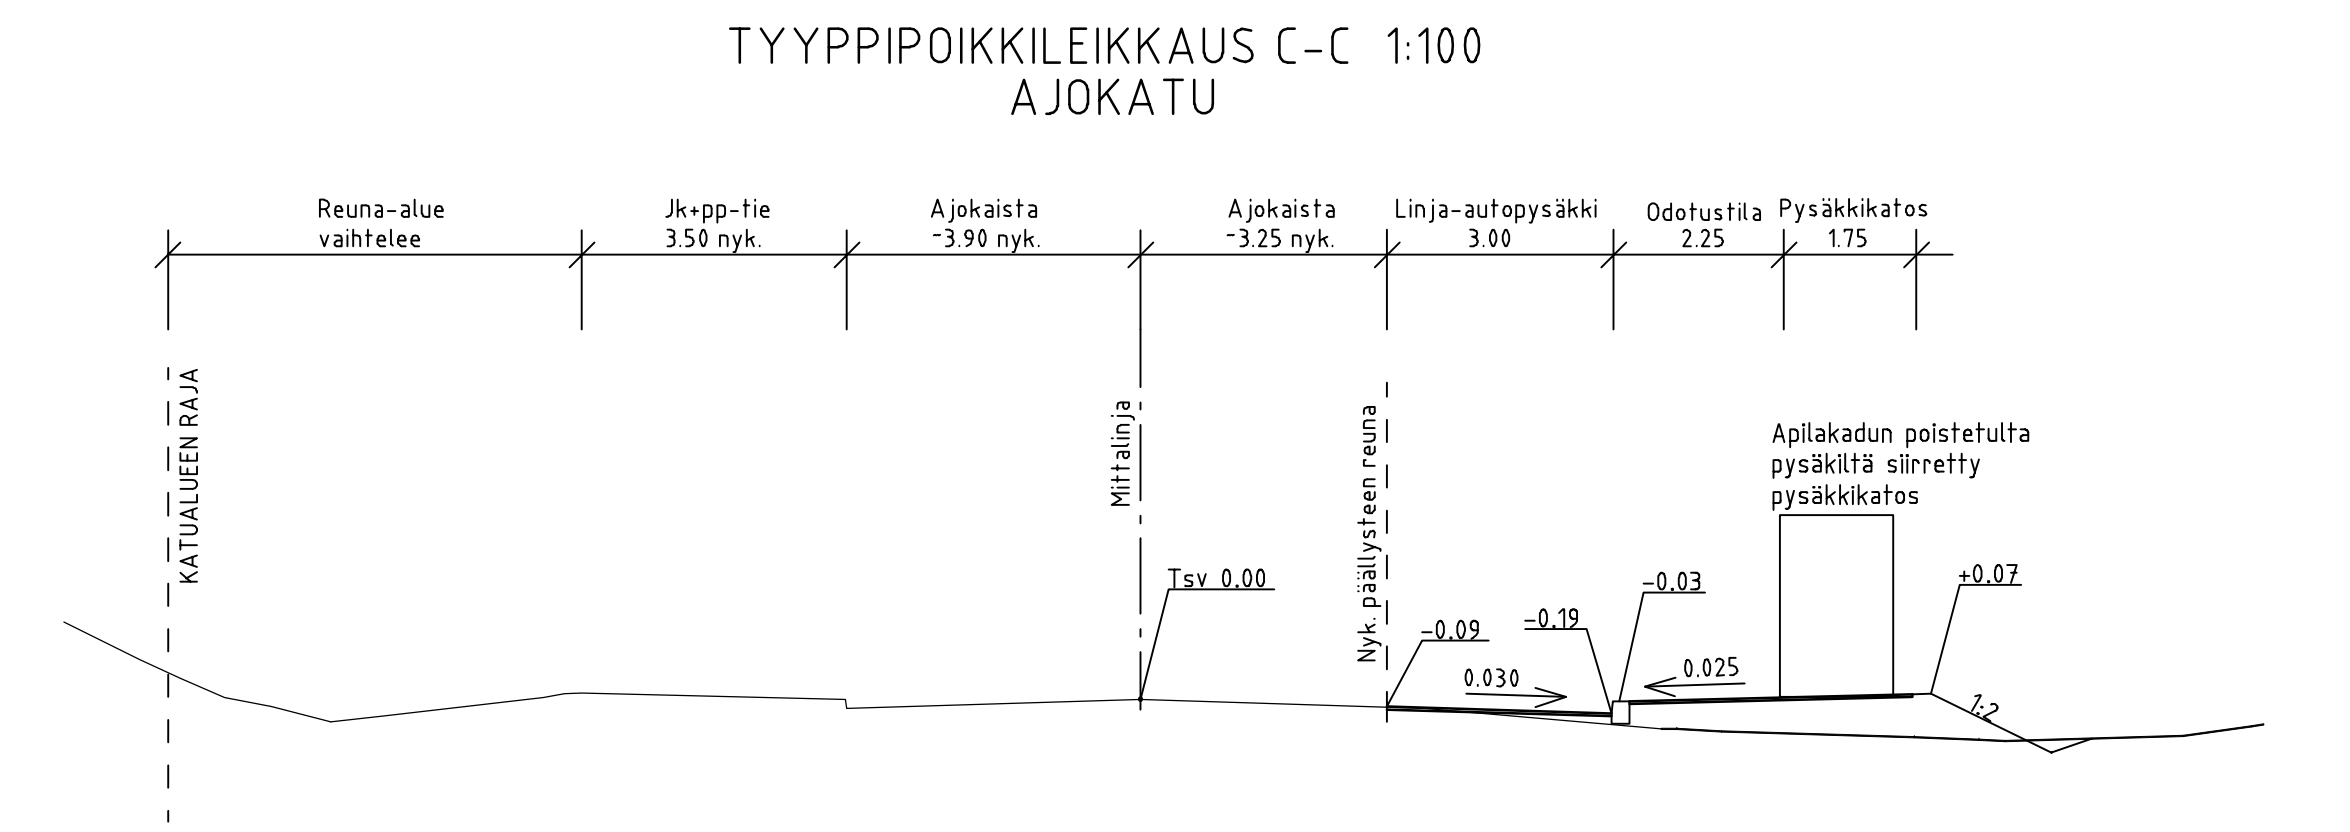 TYYPPIPOIKKILEIKKAUS C-C 1:100
AJOKATU
Reuna-alue
vaihtelee
Jk+pp-tie
3.50 nyk.
Ajokaista
~3.90 nyk.
Ajokaista
~3.25 nyk.
Linja-autopysäkki
3.00
Odotustila
2.25
Pysäkkikatos
1.75
KATUALUEEN RAJA
Mittalinja
Nyk. päällysteen reuna
Apilakadun poistetulta
pysäkiltä siirretty
pysäkkikatos
Tsv 0.00
-0.09
-0.19
-0.03
+0.07
0.030
0.025
1:2